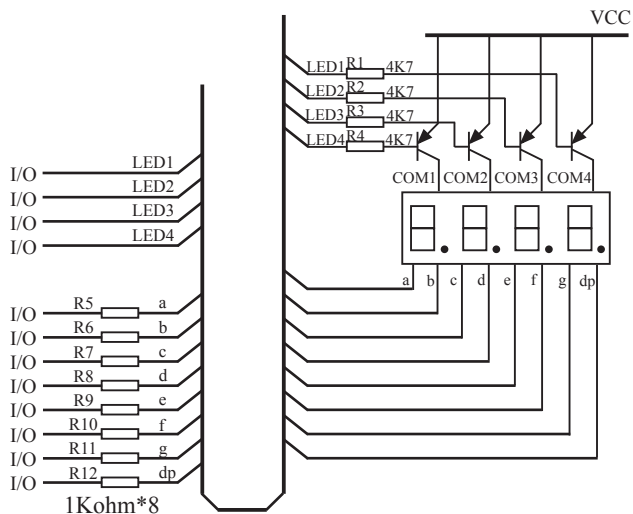 VCC
LED1 R1 4K7
LED2 R2 4K7
LED3 R3 4K7
LED4 R4 4K7
COM1 COM2 COM3 COM4
I/O LED1
I/O LED2
I/O LED3
I/O LED4
a b c d e f g dp
I/O R5 a
I/O R6 b
I/O R7 c
I/O R8 d
I/O R9 e
I/O R10 f
I/O R11 g
I/O R12 dp
1Kohm*8